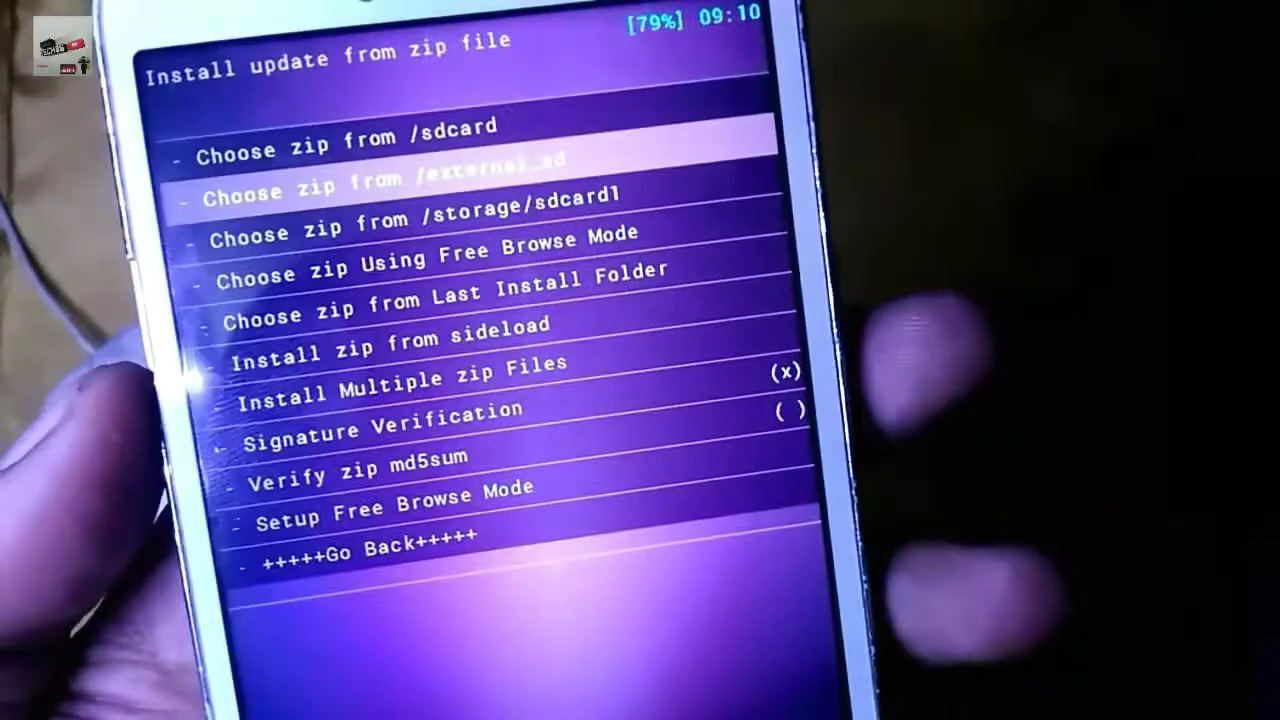 [79%] 09:10
Install update from zip file
- Choose zip from /sdcard
- Choose zip from /external_sd
- Choose zip from /storage/sdcard1
- Choose zip Using Free Browse Mode
- Choose zip from Last Install Folder
- Install zip from sideload
- Install Multiple zip Files
- Signature Verification (x)
- Verify zip md5sum ( )
- Setup Free Browse Mode
- +++++Go Back+++++